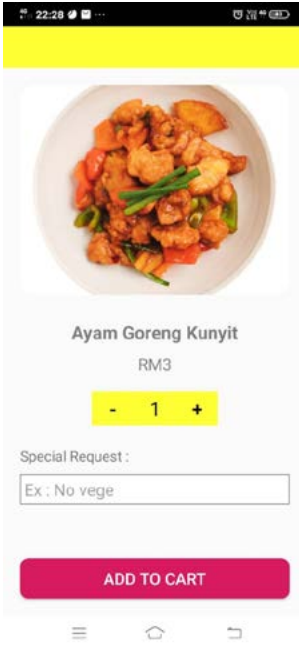 22:28
Ayam Goreng Kunyit
RM3
- 1 +
Special Request :
Ex : No vege
ADD TO CART